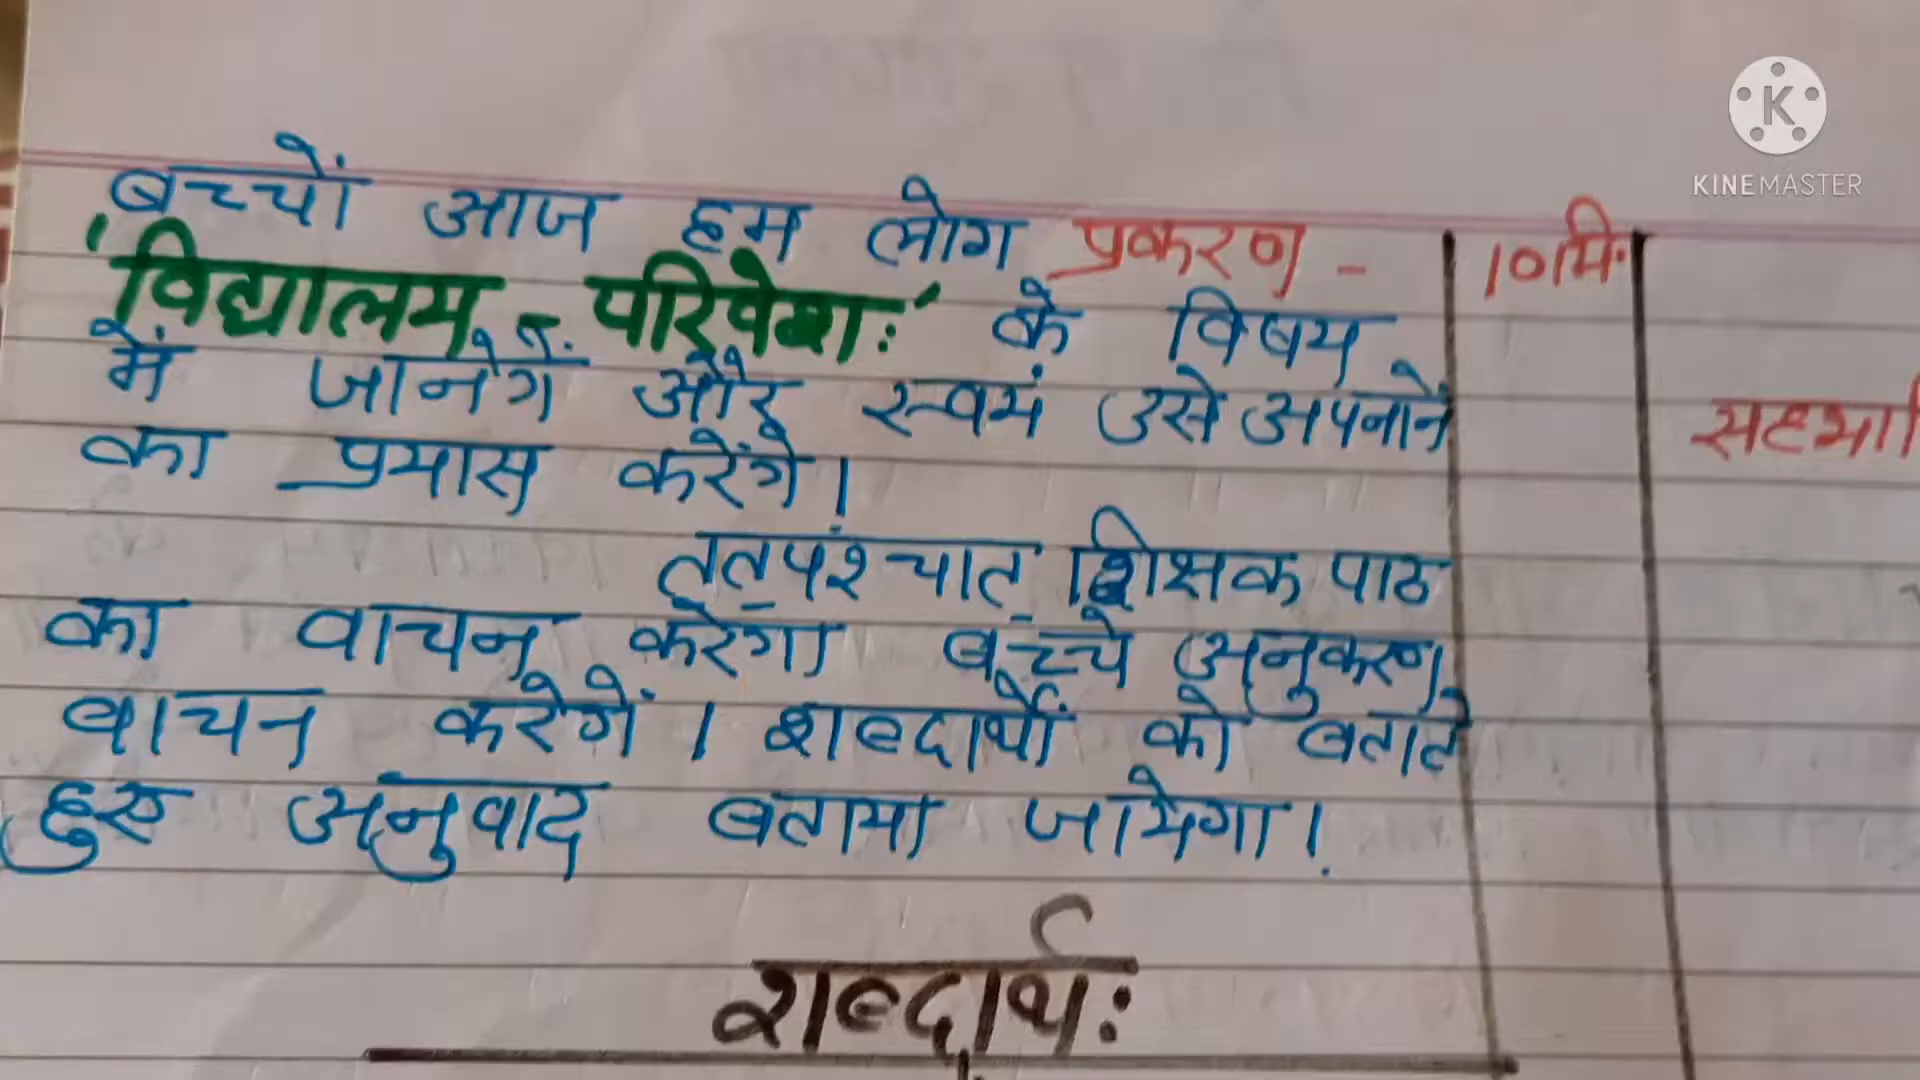 KINEMASTER
बच्चों आज हम लोग प्रकरण - 10मि.
'विद्यालय - परिवेशः' के विषय
में जानेगें और स्वयं उसे अपनाने
सहभा
का प्रयास करेंगे।
तत्पश्चात् शिक्षक पाठ
का वाचन करेगा बच्चे अनुकरण
वाचन करेगें। शब्दार्थों को बताते
हुए अनुवाद बताया जायेगा।
शब्दार्थः